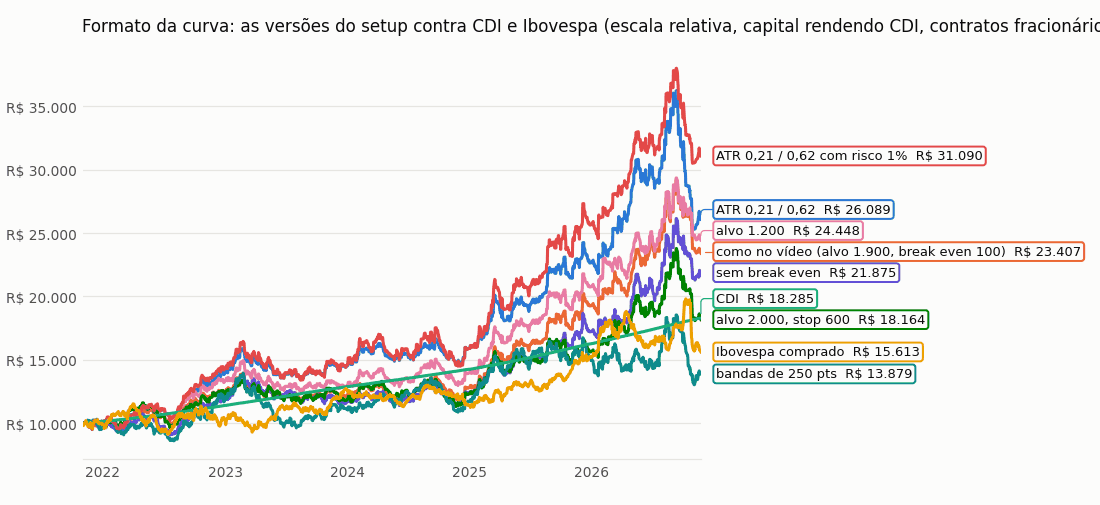 Formato da curva: as versões do setup contra CDI e Ibovespa (escala relativa, capital rendendo CDI, contratos fracionário
R$ 35.000
R$ 30.000
R$ 25.000
R$ 20.000
R$ 15.000
R$ 10.000
2022
2023
2024
2025
2026
ATR 0,21 / 0,62 com risco 1% R$ 31.090
ATR 0,21 / 0,62 R$ 26.089
alvo 1.200 R$ 24.448
como no vídeo (alvo 1.900, break even 100) R$ 23.407
sem break even R$ 21.875
CDI R$ 18.285
alvo 2.000, stop 600 R$ 18.164
Ibovespa comprado R$ 15.613
bandas de 250 pts R$ 13.879